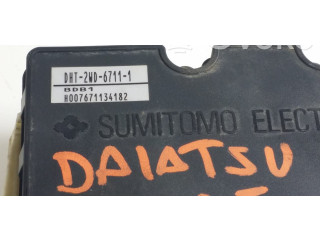 DHT-2WD-6711-1
BDB1
H007671134182
SUMITOMO ELECT
DAIATSU